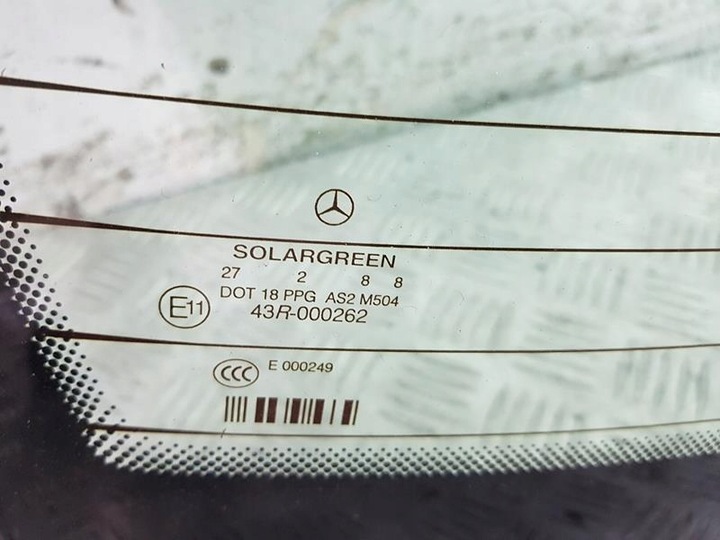 SOLARGREEN
27 2 8 8
DOT 18 PPG AS2 M504
E11
43R-000262
CCC E 000249